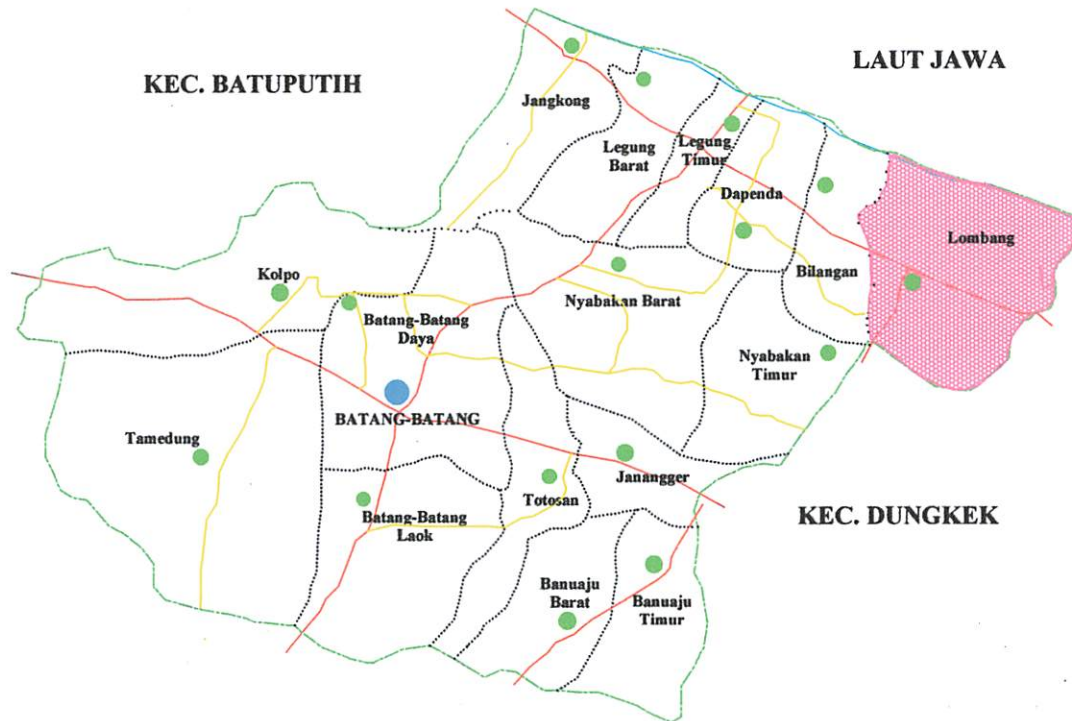 LAUT JAWA
KEC. BATUPUTIH
Jangkong
Legung
Barat
Legung
Timur
Dapenda
Lombang
Kolpo
Bilangan
Nyabakan Barat
Batang-Batang
Daya
Nyabakan
Timur
BATANG-BATANG
Tamedung
Janangger
Totosan
KEC. DUNGKEK
Batang-Batang
Laok
Banuaju
Barat
Banuaju
Timur